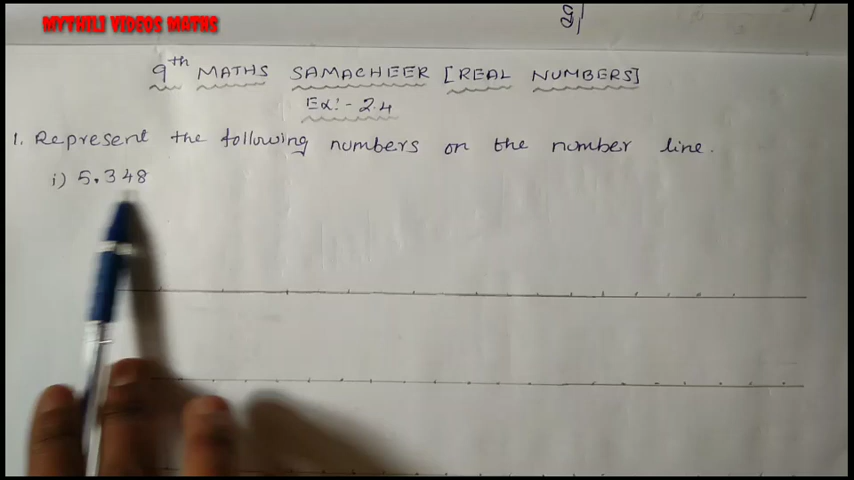 MYTHILI VIDEOS MATHS
9th MATHS SAMACHEER [REAL NUMBERS]
Ex:- 2.4
1. Represent the following numbers on the number line.
i) 5.348